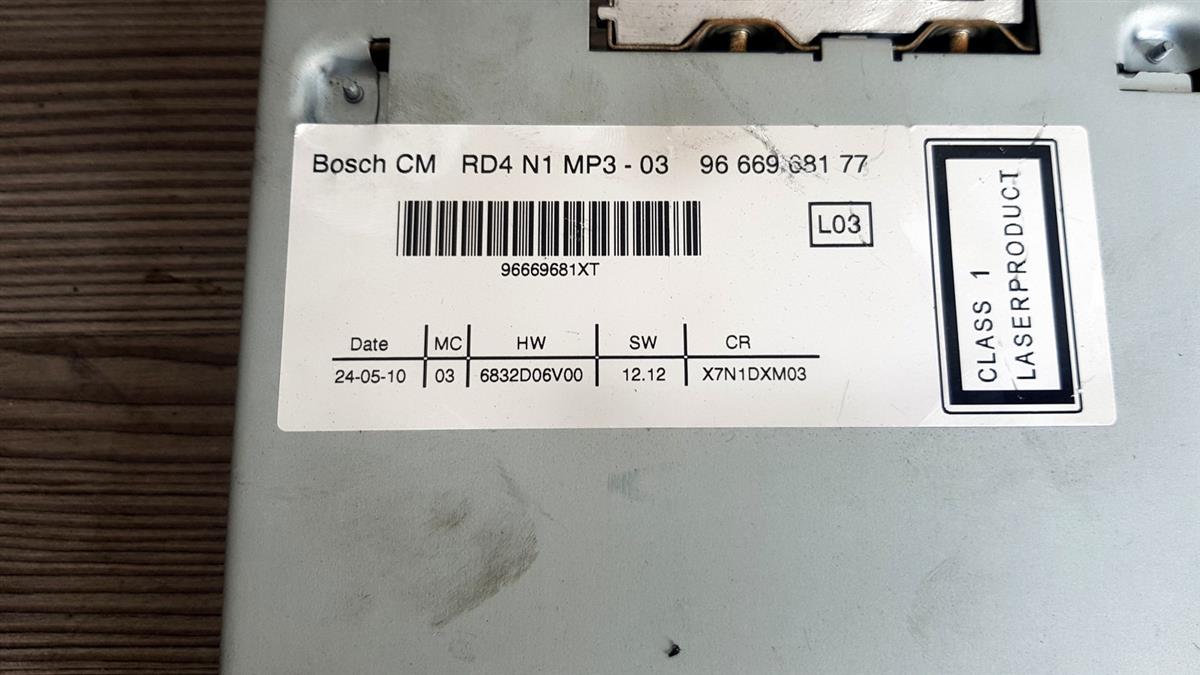 Bosch CM RD4 N1 MP3 - 03 96 669 681 77
L03
96669681XT
Date MC HW SW CR
24-05-10 03 6832D06V00 12.12 X7N1DXM03
CLASS 1
LASERPRODUCT